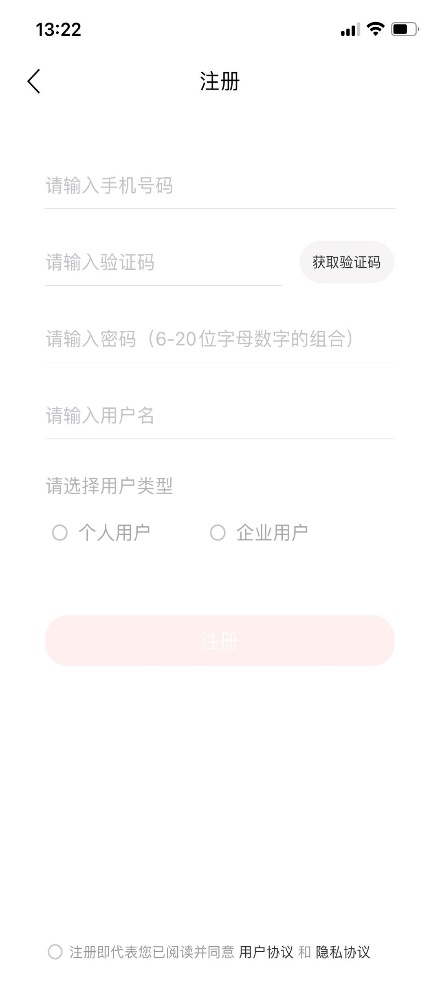 13:22
注册
请输入手机号码
请输入验证码 获取验证码
请输入密码（6-20位字母数字的组合）
请输入用户名
请选择用户类型
个人用户 企业用户
注册
注册即代表您已阅读并同意 用户协议 和 隐私协议